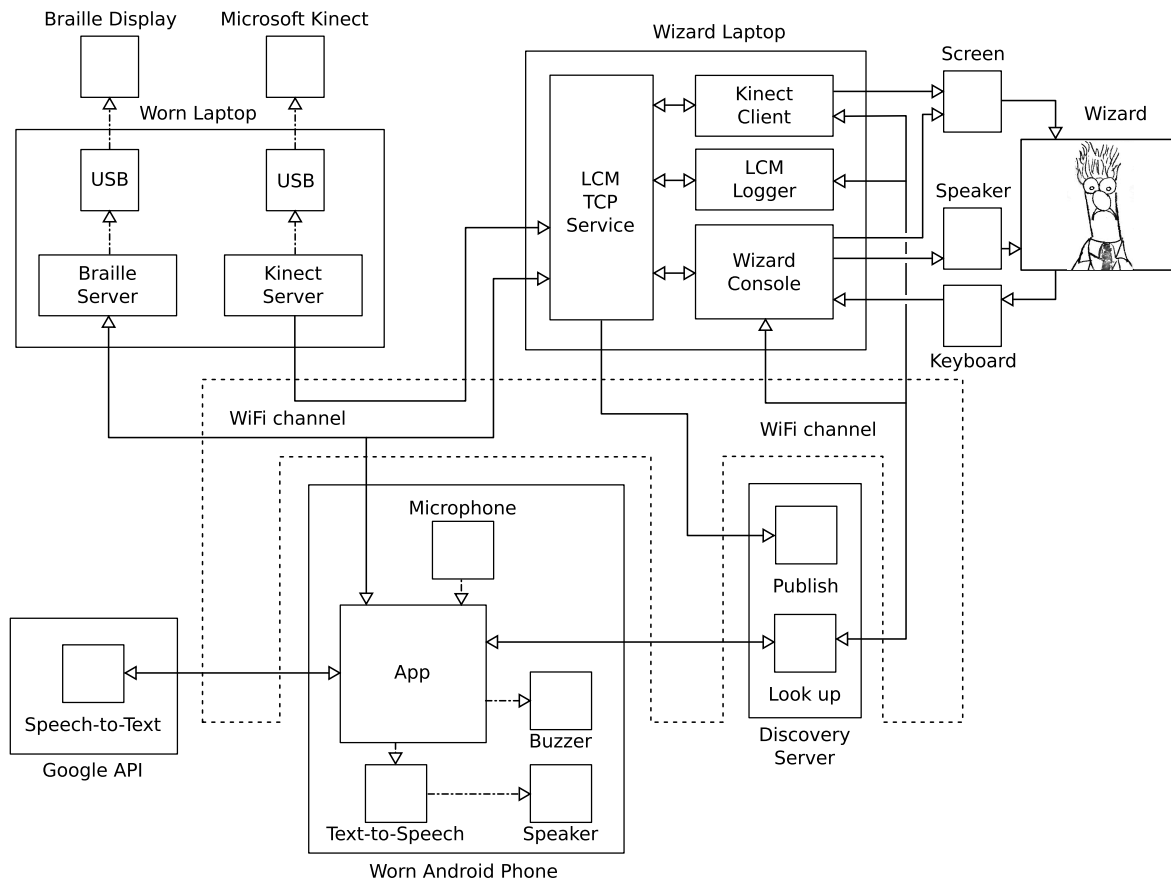 Braille Display
Microsoft Kinect
Wizard Laptop
Screen
Worn Laptop
Kinect
Client
Wizard
USB
USB
LCM
TCP
Service
LCM
Logger
Speaker
Braille
Server
Kinect
Server
Wizard
Console
Keyboard
WiFi channel
WiFi channel
Microphone
Publish
App
Look up
Speech-to-Text
Buzzer
Discovery
Server
Google API
Text-to-Speech
Speaker
Worn Android Phone